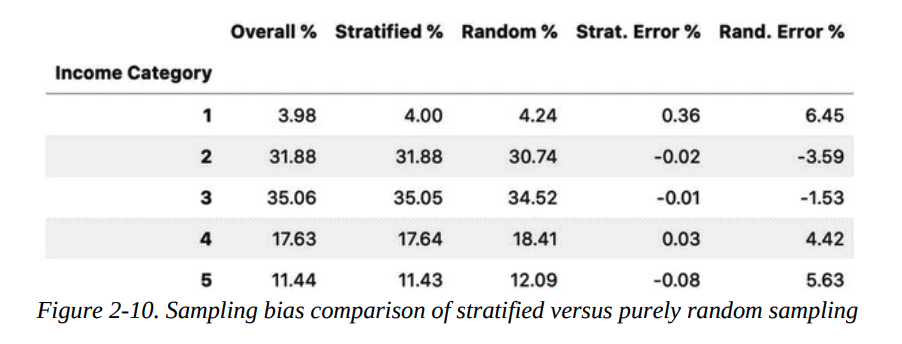 Overall % Stratified % Random % Strat. Error % Rand. Error %
Income Category
1 3.98 4.00 4.24 0.36 6.45
2 31.88 31.88 30.74 -0.02 -3.59
3 35.06 35.05 34.52 -0.01 -1.53
4 17.63 17.64 18.41 0.03 4.42
5 11.44 11.43 12.09 -0.08 5.63
Figure 2-10. Sampling bias comparison of stratified versus purely random sampling